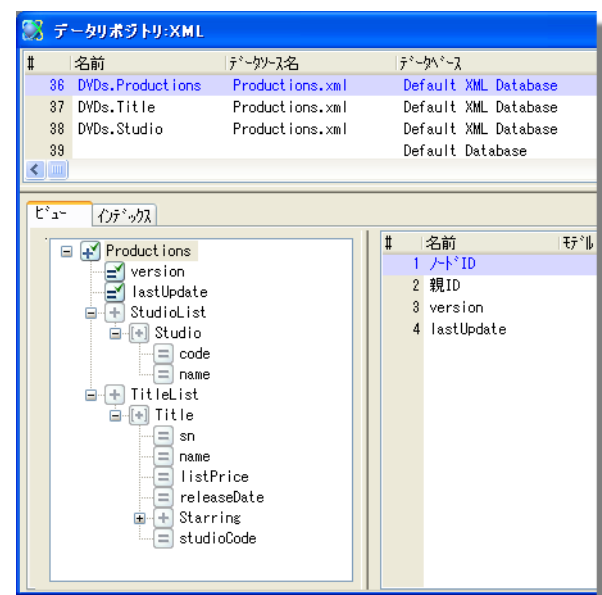 データリポジトリ:XML
# 名前 データソース名 データベース
36 DVDs.Productions Productions.xml Default XML Database
37 DVDs.Title Productions.xml Default XML Database
38 DVDs.Studio Productions.xml Default XML Database
39 Default Database
ビュー インデックス
Productions
version
lastUpdate
StudioList
Studio
code
name
TitleList
Title
sn
name
listPrice
releaseDate
Starring
studioCode
# 名前 モデル
1 ノードID
2 親ID
3 version
4 lastUpdate